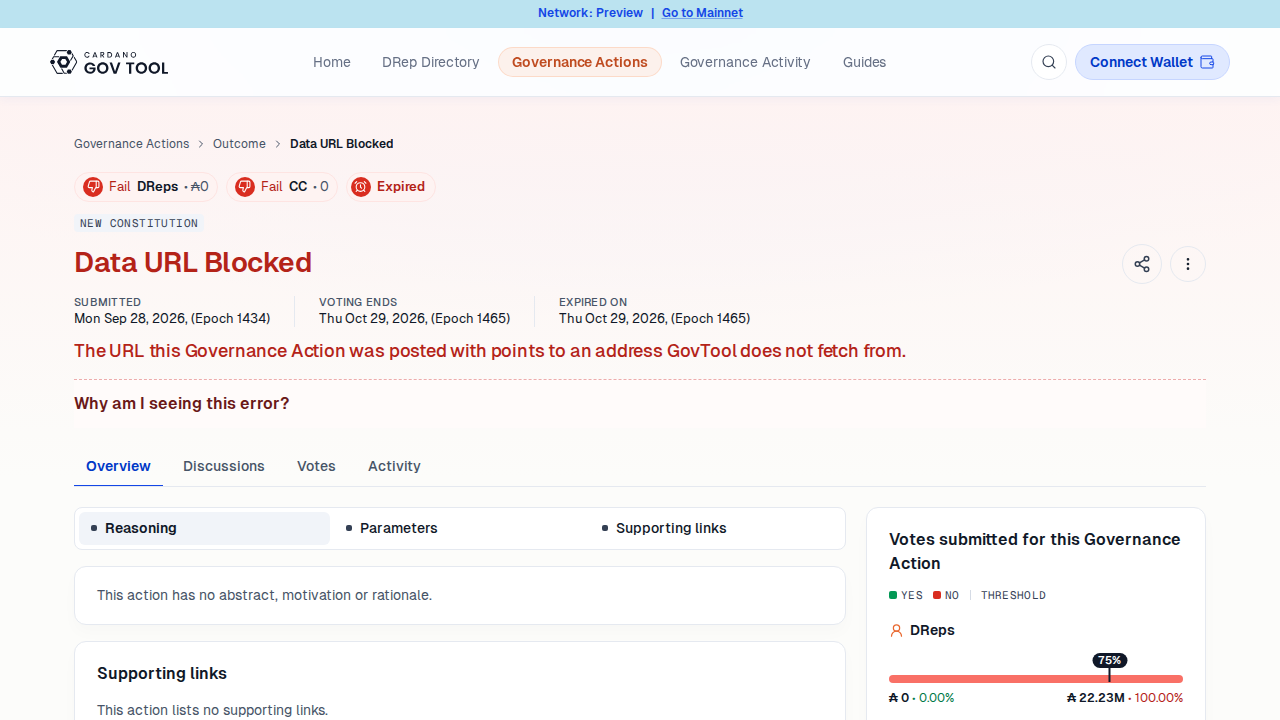 Network: Preview | Go to Mainnet
CARDANO
GOV TOOL
Home DRep Directory Governance Actions Governance Activity Guides Connect Wallet
Governance Actions > Outcome > Data URL Blocked
Fail DReps • ₳0 Fail CC • 0 Expired
NEW CONSTITUTION
Data URL Blocked
SUBMITTED VOTING ENDS EXPIRED ON
Mon Sep 28, 2026, (Epoch 1434) Thu Oct 29, 2026, (Epoch 1465) Thu Oct 29, 2026, (Epoch 1465)
The URL this Governance Action was posted with points to an address GovTool does not fetch from.
Why am I seeing this error?
Overview Discussions Votes Activity
Reasoning Parameters Supporting links
This action has no abstract, motivation or rationale.
Supporting links
This action lists no supporting links.
Votes submitted for this Governance
Action
YES NO THRESHOLD
DReps
75%
₳ 0 • 0.00% ₳ 22.23M • 100.00%